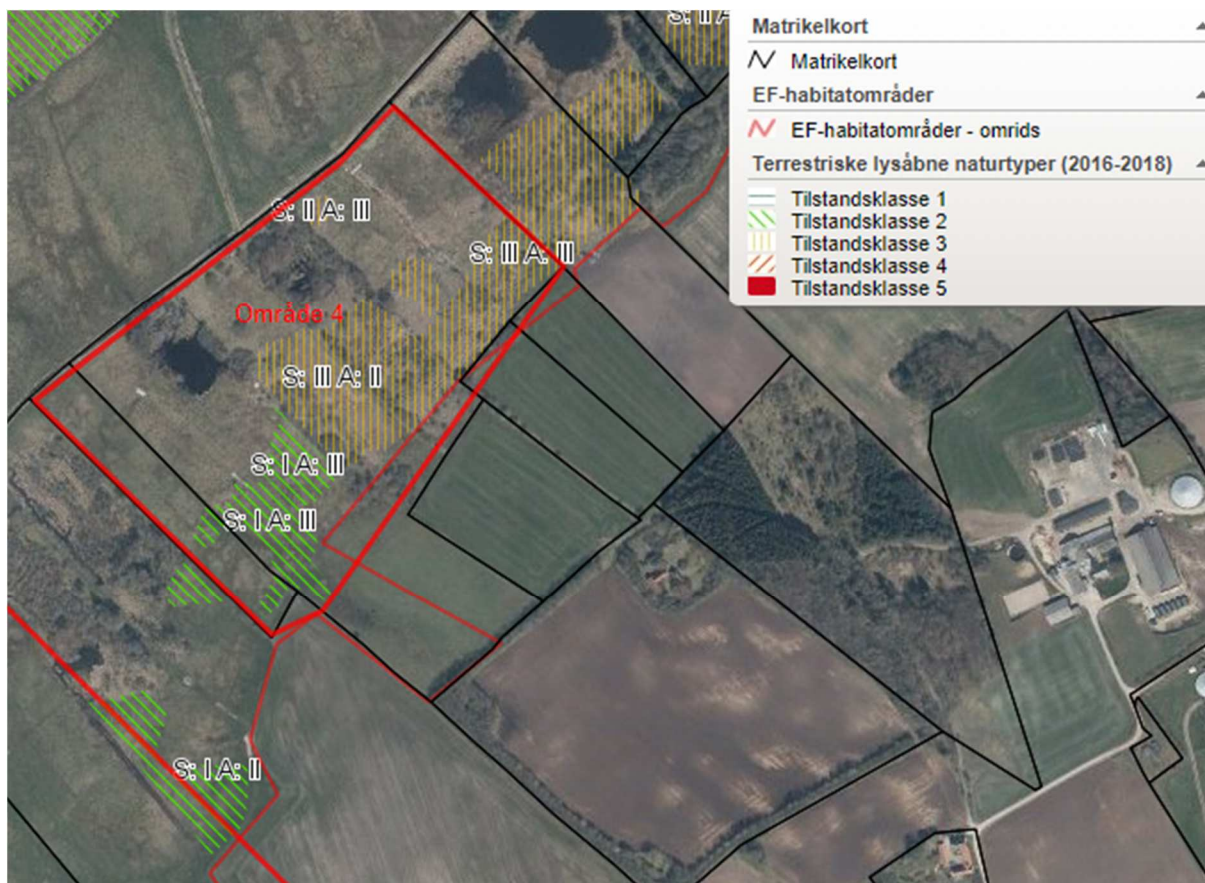 S: II A
Matrikelkort
Matrikelkort
EF-habitatområder
EF-habitatområder - omrids
Terrestriske lysåbne naturtyper (2016-2018)
Tilstandsklasse 1
Tilstandsklasse 2
Tilstandsklasse 3
Tilstandsklasse 4
Tilstandsklasse 5
S: II A: III
S: III A: III
Område 4
S: III A: II
S: I A: III
S: I A: III
S: I A: II